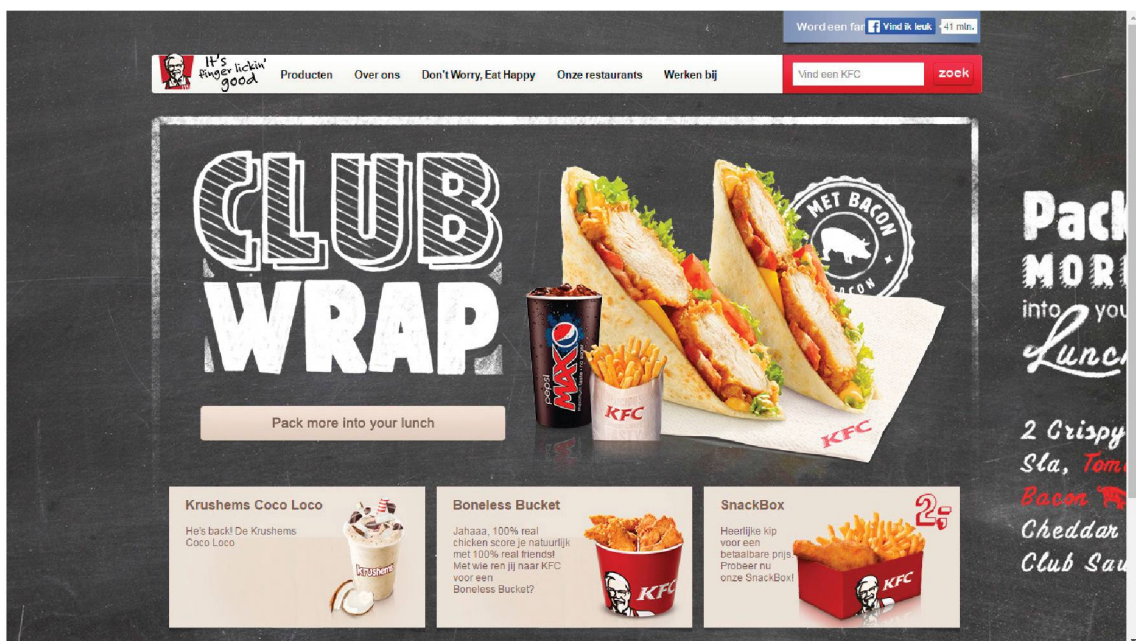 Word een fan
Vind ik leuk
41 mln.
It's
finger lickin'
good
Producten
Over ons
Don't Worry, Eat Happy
Onze restaurants
Werken bij
Vind een KFC
zoek
CLUB
WRAP
MET BACON
BACON
pepsi
MAX
KFC
KFC
Pack more into your lunch
Pack
MOR
into you
Lunc
2 Crispy
Sla, Tom
Bacon
Cheddar
Club Sau
Krushems Coco Loco
He's back! De Krushems
Coco Loco
Krushems
Boneless Bucket
Jahaaa, 100% real
chicken score je natuurlijk
met 100% real friends!
Met wie ren jij naar KFC
voor een
Boneless Bucket?
KFC
SnackBox
2,-
Heerlijke kip
voor een
betaalbare prijs.
Probeer nu
onze SnackBox!
KFC